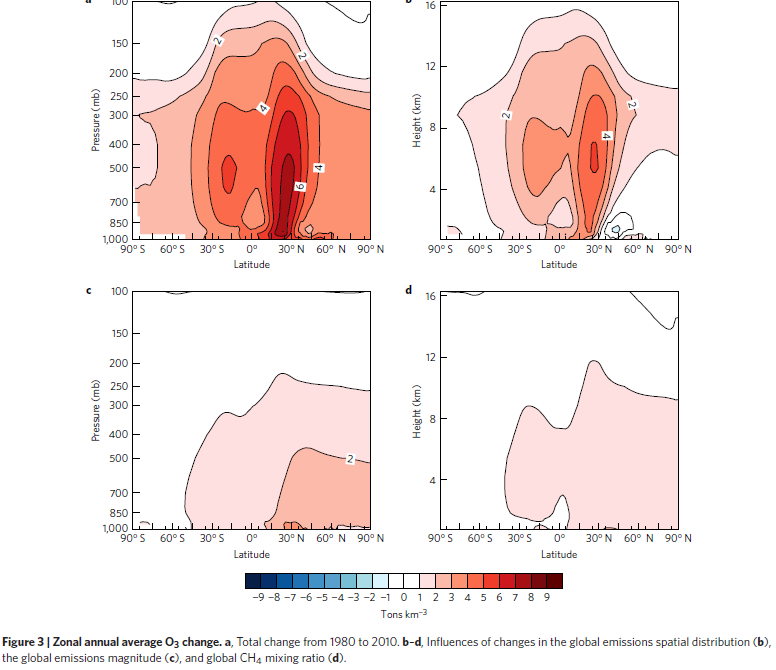 a
b
100
150
200
250
300
400
500
700
850
1,000
Pressure (mb)
2
2
4
4
6
90° S
60° S
30° S
0°
30° N
60° N
90° N
Latitude
16
12
8
4
Height (km)
2
2
4
90° S
60° S
30° S
0°
30° N
60° N
90° N
Latitude
c
d
100
150
200
250
300
400
500
700
850
1,000
Pressure (mb)
2
90° S
60° S
30° S
0°
30° N
60° N
90° N
Latitude
16
12
8
4
Height (km)
90° S
60° S
30° S
0°
30° N
60° N
90° N
Latitude
−9 −8 −7 −6 −5 −4 −3 −2 −1 0 1 2 3 4 5 6 7 8 9
Tons km⁻³
Figure 3 | Zonal annual average O₃ change. a, Total change from 1980 to 2010. b–d, Influences of changes in the global emissions spatial distribution (b),
the global emissions magnitude (c), and global CH₄ mixing ratio (d).